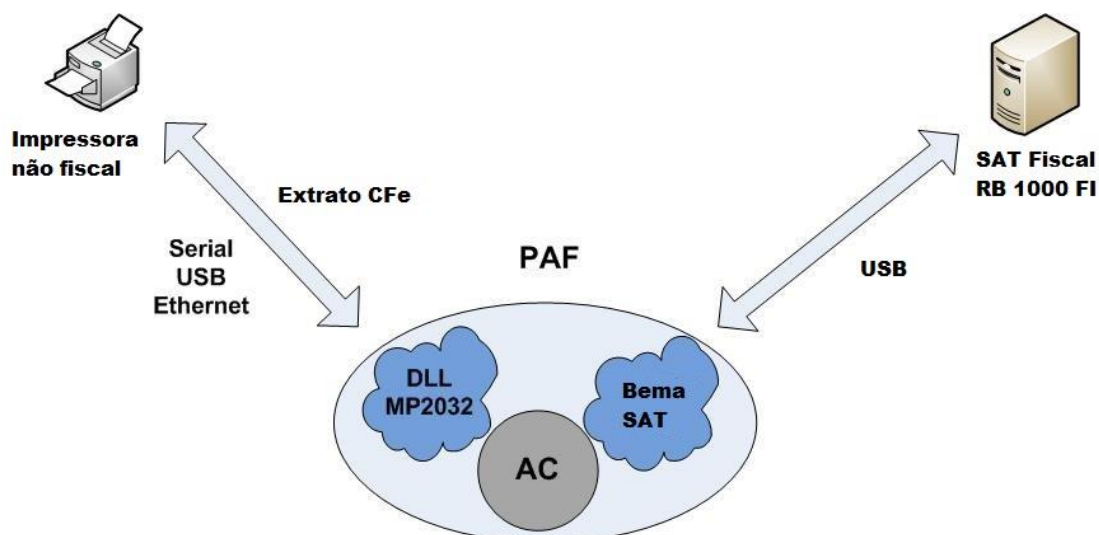 Impressora
não fiscal
Extrato CFe
Serial
USB
Ethernet
PAF
SAT Fiscal
RB 1000 FI
USB
DLL
MP2032
Bema
SAT
AC